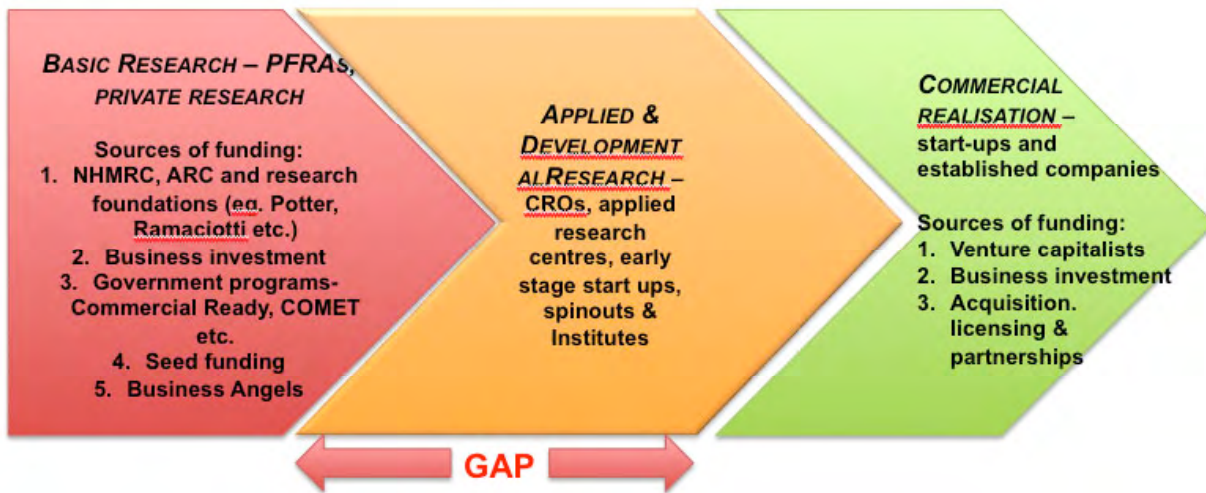 BASIC RESEARCH – PFRAS,
PRIVATE RESEARCH
Sources of funding:
1. NHMRC, ARC and research
foundations (eg. Potter,
Ramaciotti etc.)
2. Business investment
3. Government programs-
Commercial Ready, COMET
etc.
4. Seed funding
5. Business Angels
APPLIED &
DEVELOPMENT
ALRESEARCH –
CROs, applied
research
centres, early
stage start ups,
spinouts &
Institutes
COMMERCIAL
REALISATION –
start-ups and
established companies
Sources of funding:
1. Venture capitalists
2. Business investment
3. Acquisition.
licensing &
partnerships
GAP